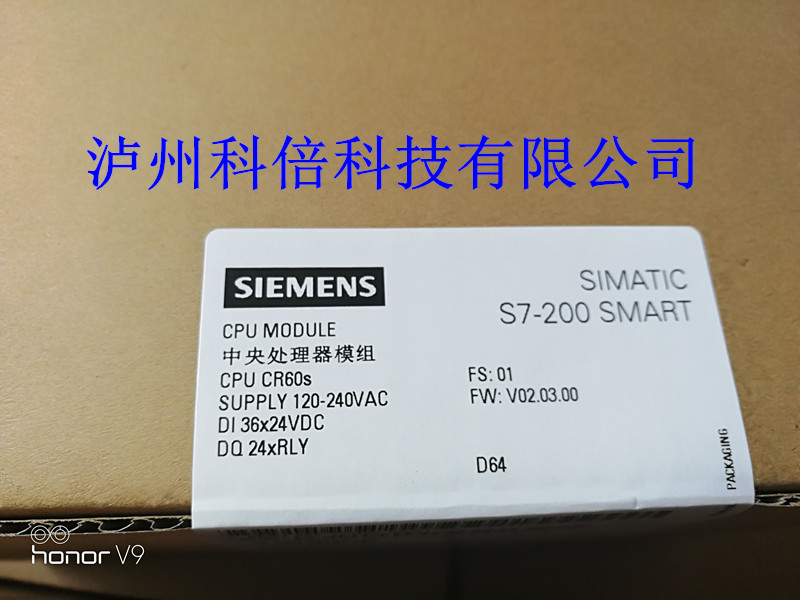 泸州科倍科技有限公司
SIEMENS
SIMATIC
S7-200 SMART
CPU MODULE
中央处理器模组
CPU CR60s
SUPPLY 120-240VAC
DI 36x24VDC
DQ 24xRLY
FS: 01
FW: V02.03.00
D64
PACKAGING
honor V9